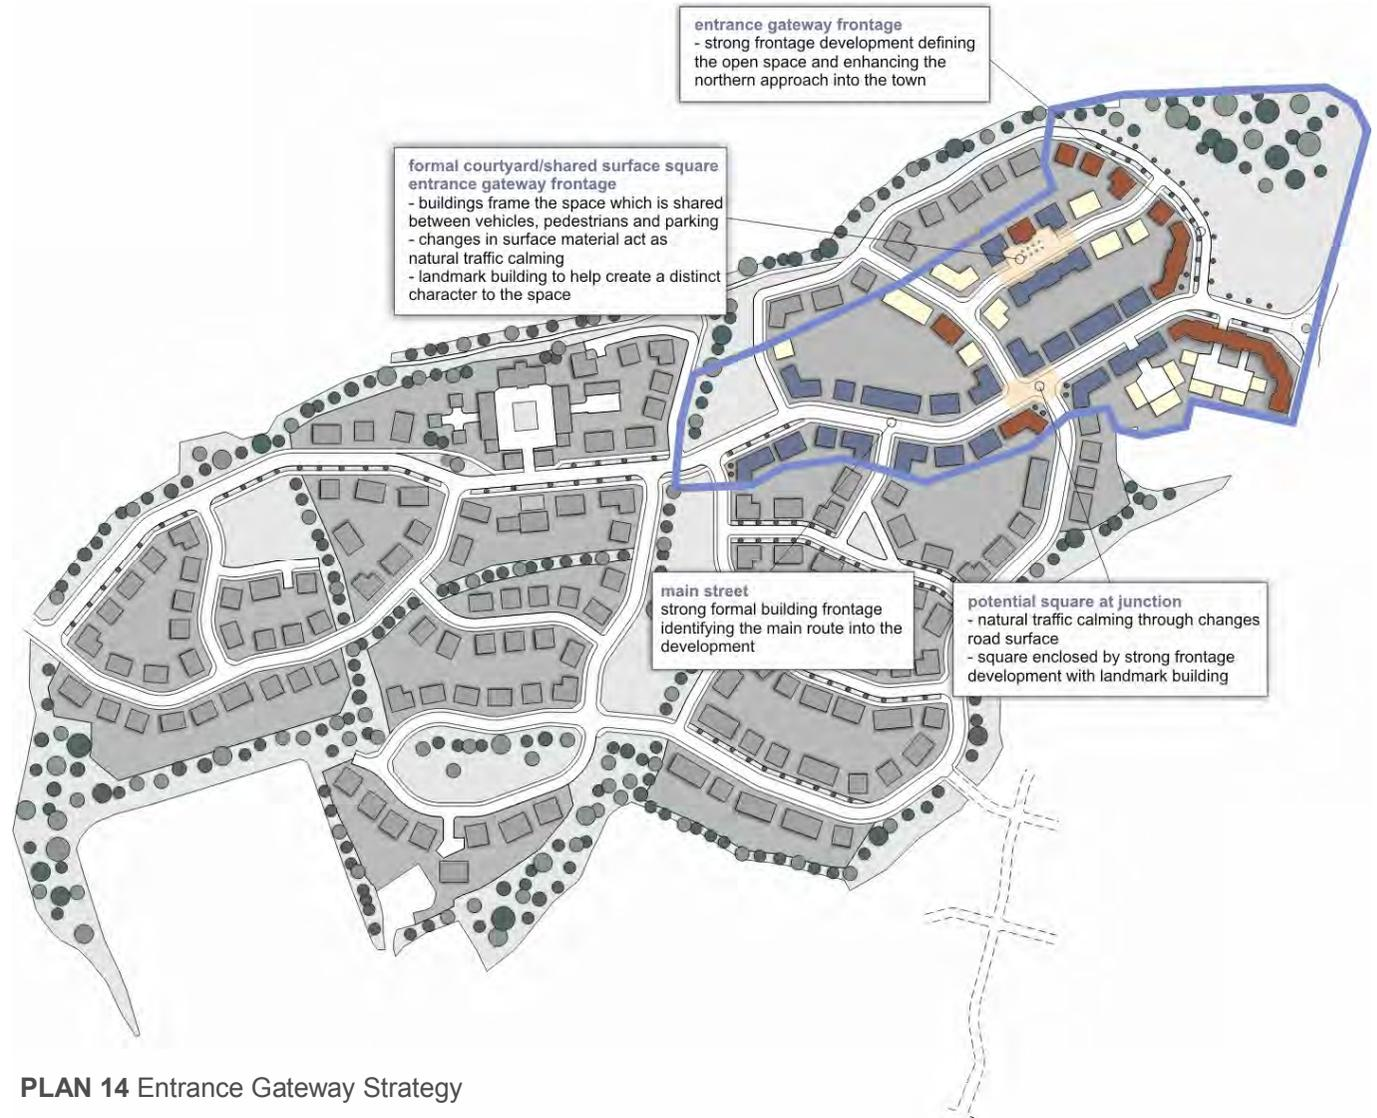 entrance gateway frontage
- strong frontage development defining
the open space and enhancing the
northern approach into the town
formal courtyard/shared surface square
entrance gateway frontage
- buildings frame the space which is shared
between vehicles, pedestrians and parking
- changes in surface material act as
natural traffic calming
- landmark building to help create a distinct
character to the space
main street
strong formal building frontage
identifying the main route into the
development
potential square at junction
- natural traffic calming through changes
road surface
- square enclosed by strong frontage
development with landmark building
PLAN 14 Entrance Gateway Strategy